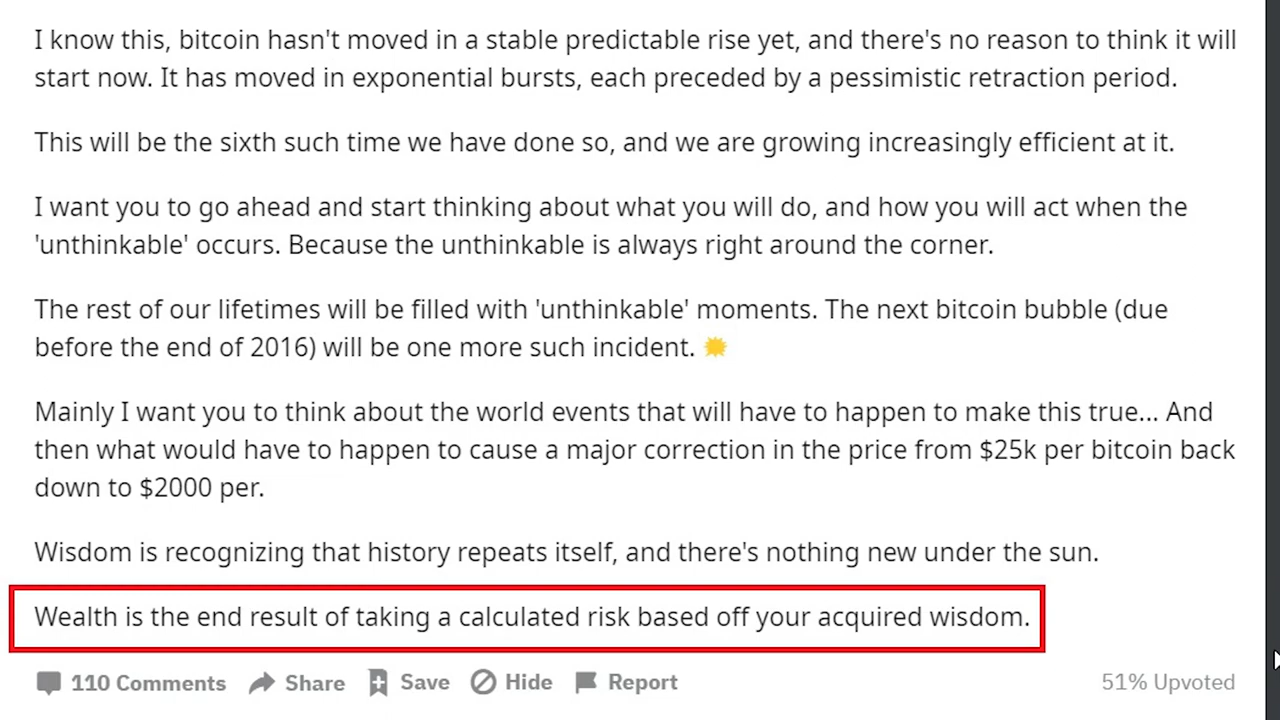 I know this, bitcoin hasn't moved in a stable predictable rise yet, and there's no reason to think it will
start now. It has moved in exponential bursts, each preceded by a pessimistic retraction period.
This will be the sixth such time we have done so, and we are growing increasingly efficient at it.
I want you to go ahead and start thinking about what you will do, and how you will act when the
'unthinkable' occurs. Because the unthinkable is always right around the corner.
The rest of our lifetimes will be filled with 'unthinkable' moments. The next bitcoin bubble (due
before the end of 2016) will be one more such incident.
Mainly I want you to think about the world events that will have to happen to make this true... And
then what would have to happen to cause a major correction in the price from $25k per bitcoin back
down to $2000 per.
Wisdom is recognizing that history repeats itself, and there's nothing new under the sun.
Wealth is the end result of taking a calculated risk based off your acquired wisdom.
110 Comments Share Save Hide Report 51% Upvoted